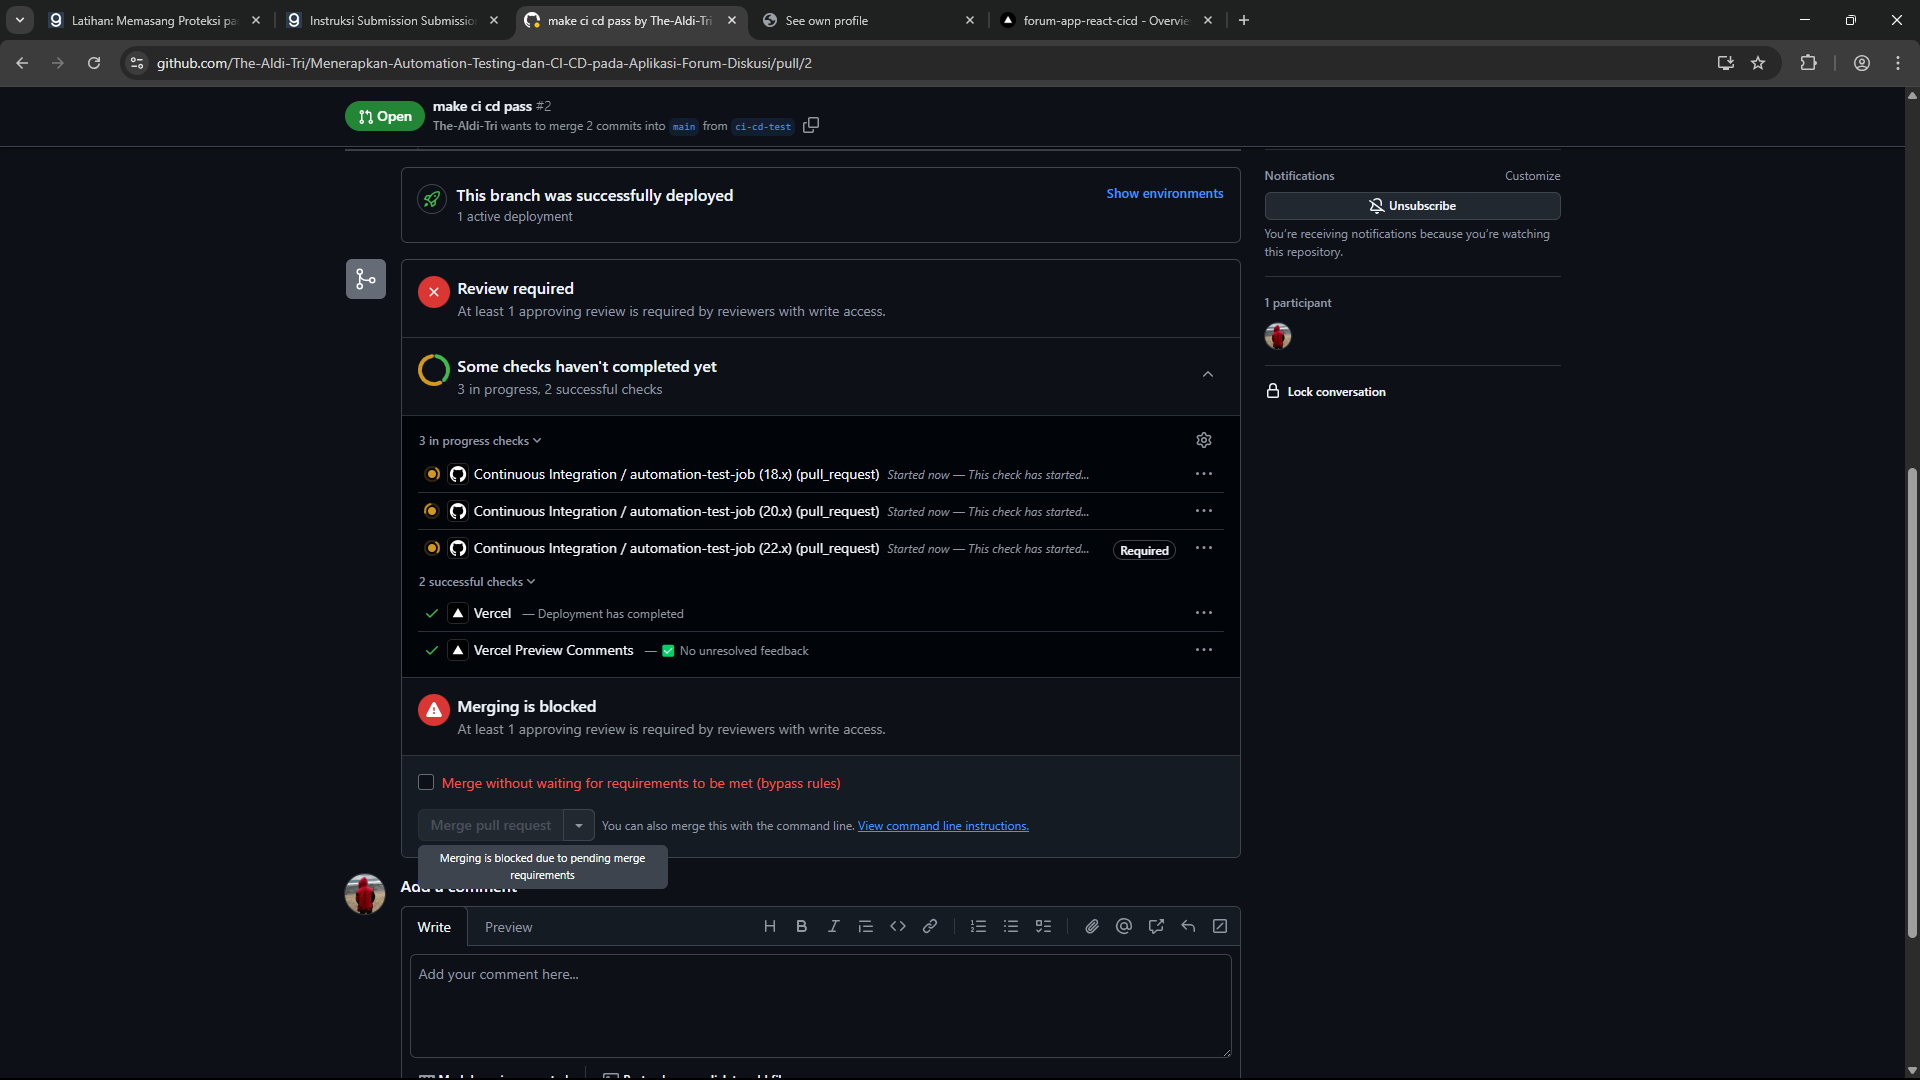 Latihan: Memasang Proteksi pa
Instruksi Submission Submissio
make ci cd pass by The-Aldi-Tri
See own profile
forum-app-react-cicd - Overvie
github.com/The-Aldi-Tri/Menerapkan-Automation-Testing-dan-CI-CD-pada-Aplikasi-Forum-Diskusi/pull/2
Open
make ci cd pass #2
The-Aldi-Tri wants to merge 2 commits into main from ci-cd-test
This branch was successfully deployed
1 active deployment
Show environments
Review required
At least 1 approving review is required by reviewers with write access.
Some checks haven't completed yet
3 in progress, 2 successful checks
3 in progress checks
Continuous Integration / automation-test-job (18.x) (pull_request) Started now — This check has started...
Continuous Integration / automation-test-job (20.x) (pull_request) Started now — This check has started...
Continuous Integration / automation-test-job (22.x) (pull_request) Started now — This check has started... Required
2 successful checks
Vercel — Deployment has completed
Vercel Preview Comments — ✅ No unresolved feedback
Merging is blocked
At least 1 approving review is required by reviewers with write access.
Merge without waiting for requirements to be met (bypass rules)
Merge pull request
You can also merge this with the command line. View command line instructions.
Merging is blocked due to pending merge
requirements
Add a comment
Write
Preview
Add your comment here...
Notifications
Customize
Unsubscribe
You're receiving notifications because you're watching
this repository.
1 participant
Lock conversation